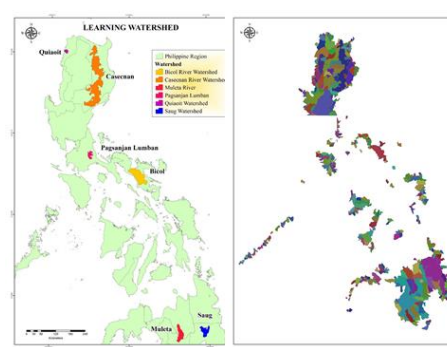 LEARNING WATERSHED
Quiaoit
Casecnan
Philippine Region
Watershed
Bicol River Watershed
Casecnan River Watershed
Muleta River
Pagsanjan Lumban
Quiaoit Watershed
Saug Watershed
Pagsanjan Lumban
Bicol
Saug
Muleta